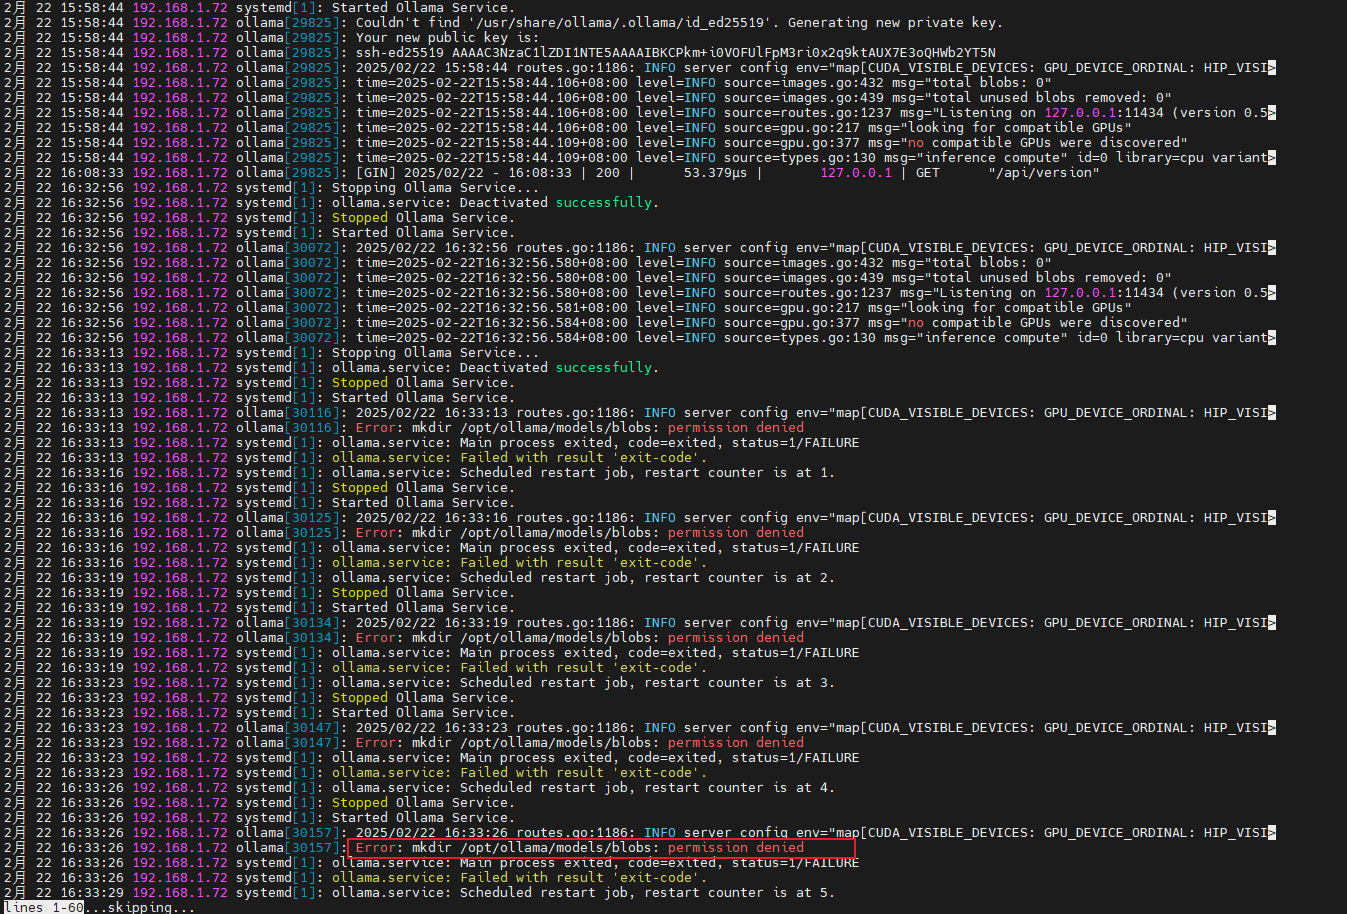 2月 22 15:58:44 192.168.1.72 systemd[1]: Started Ollama Service.
2月 22 15:58:44 192.168.1.72 ollama[29825]: Couldn't find '/usr/share/ollama/.ollama/id_ed25519'. Generating new private key.
2月 22 15:58:44 192.168.1.72 ollama[29825]: Your new public key is:
2月 22 15:58:44 192.168.1.72 ollama[29825]: ssh-ed25519 AAAAC3NzaC1lZDI1NTE5AAAAIBKCPkm+i0VOFUlFpM3ri0x2q9ktAUX7E3oQHWb2YT5N
2月 22 15:58:44 192.168.1.72 ollama[29825]: 2025/02/22 15:58:44 routes.go:1186: INFO server config env="map[CUDA_VISIBLE_DEVICES: GPU_DEVICE_ORDINAL: HIP_VISI>
2月 22 15:58:44 192.168.1.72 ollama[29825]: time=2025-02-22T15:58:44.106+08:00 level=INFO source=images.go:432 msg="total blobs: 0"
2月 22 15:58:44 192.168.1.72 ollama[29825]: time=2025-02-22T15:58:44.106+08:00 level=INFO source=images.go:439 msg="total unused blobs removed: 0"
2月 22 15:58:44 192.168.1.72 ollama[29825]: time=2025-02-22T15:58:44.106+08:00 level=INFO source=routes.go:1237 msg="Listening on 127.0.0.1:11434 (version 0.5>
2月 22 15:58:44 192.168.1.72 ollama[29825]: time=2025-02-22T15:58:44.106+08:00 level=INFO source=gpu.go:217 msg="looking for compatible GPUs"
2月 22 15:58:44 192.168.1.72 ollama[29825]: time=2025-02-22T15:58:44.109+08:00 level=INFO source=gpu.go:377 msg="no compatible GPUs were discovered"
2月 22 15:58:44 192.168.1.72 ollama[29825]: time=2025-02-22T15:58:44.109+08:00 level=INFO source=types.go:130 msg="inference compute" id=0 library=cpu variant>
2月 22 16:08:33 192.168.1.72 ollama[29825]: [GIN] 2025/02/22 - 16:08:33 | 200 |      53.379µs |       127.0.0.1 | GET      "/api/version"
2月 22 16:32:56 192.168.1.72 systemd[1]: Stopping Ollama Service...
2月 22 16:32:56 192.168.1.72 systemd[1]: ollama.service: Deactivated successfully.
2月 22 16:32:56 192.168.1.72 systemd[1]: Stopped Ollama Service.
2月 22 16:32:56 192.168.1.72 systemd[1]: Started Ollama Service.
2月 22 16:32:56 192.168.1.72 ollama[30072]: 2025/02/22 16:32:56 routes.go:1186: INFO server config env="map[CUDA_VISIBLE_DEVICES: GPU_DEVICE_ORDINAL: HIP_VISI>
2月 22 16:32:56 192.168.1.72 ollama[30072]: time=2025-02-22T16:32:56.580+08:00 level=INFO source=images.go:432 msg="total blobs: 0"
2月 22 16:32:56 192.168.1.72 ollama[30072]: time=2025-02-22T16:32:56.580+08:00 level=INFO source=images.go:439 msg="total unused blobs removed: 0"
2月 22 16:32:56 192.168.1.72 ollama[30072]: time=2025-02-22T16:32:56.580+08:00 level=INFO source=routes.go:1237 msg="Listening on 127.0.0.1:11434 (version 0.5>
2月 22 16:32:56 192.168.1.72 ollama[30072]: time=2025-02-22T16:32:56.581+08:00 level=INFO source=gpu.go:217 msg="looking for compatible GPUs"
2月 22 16:32:56 192.168.1.72 ollama[30072]: time=2025-02-22T16:32:56.584+08:00 level=INFO source=gpu.go:377 msg="no compatible GPUs were discovered"
2月 22 16:32:56 192.168.1.72 ollama[30072]: time=2025-02-22T16:32:56.584+08:00 level=INFO source=types.go:130 msg="inference compute" id=0 library=cpu variant>
2月 22 16:33:13 192.168.1.72 systemd[1]: Stopping Ollama Service...
2月 22 16:33:13 192.168.1.72 systemd[1]: ollama.service: Deactivated successfully.
2月 22 16:33:13 192.168.1.72 systemd[1]: Stopped Ollama Service.
2月 22 16:33:13 192.168.1.72 systemd[1]: Started Ollama Service.
2月 22 16:33:13 192.168.1.72 ollama[30116]: 2025/02/22 16:33:13 routes.go:1186: INFO server config env="map[CUDA_VISIBLE_DEVICES: GPU_DEVICE_ORDINAL: HIP_VISI>
2月 22 16:33:13 192.168.1.72 ollama[30116]: Error: mkdir /opt/ollama/models/blobs: permission denied
2月 22 16:33:13 192.168.1.72 systemd[1]: ollama.service: Main process exited, code=exited, status=1/FAILURE
2月 22 16:33:13 192.168.1.72 systemd[1]: ollama.service: Failed with result 'exit-code'.
2月 22 16:33:16 192.168.1.72 systemd[1]: ollama.service: Scheduled restart job, restart counter is at 1.
2月 22 16:33:16 192.168.1.72 systemd[1]: Stopped Ollama Service.
2月 22 16:33:16 192.168.1.72 systemd[1]: Started Ollama Service.
2月 22 16:33:16 192.168.1.72 ollama[30125]: 2025/02/22 16:33:16 routes.go:1186: INFO server config env="map[CUDA_VISIBLE_DEVICES: GPU_DEVICE_ORDINAL: HIP_VISI>
2月 22 16:33:16 192.168.1.72 ollama[30125]: Error: mkdir /opt/ollama/models/blobs: permission denied
2月 22 16:33:16 192.168.1.72 systemd[1]: ollama.service: Main process exited, code=exited, status=1/FAILURE
2月 22 16:33:16 192.168.1.72 systemd[1]: ollama.service: Failed with result 'exit-code'.
2月 22 16:33:19 192.168.1.72 systemd[1]: ollama.service: Scheduled restart job, restart counter is at 2.
2月 22 16:33:19 192.168.1.72 systemd[1]: Stopped Ollama Service.
2月 22 16:33:19 192.168.1.72 systemd[1]: Started Ollama Service.
2月 22 16:33:19 192.168.1.72 ollama[30134]: 2025/02/22 16:33:19 routes.go:1186: INFO server config env="map[CUDA_VISIBLE_DEVICES: GPU_DEVICE_ORDINAL: HIP_VISI>
2月 22 16:33:19 192.168.1.72 ollama[30134]: Error: mkdir /opt/ollama/models/blobs: permission denied
2月 22 16:33:19 192.168.1.72 systemd[1]: ollama.service: Main process exited, code=exited, status=1/FAILURE
2月 22 16:33:19 192.168.1.72 systemd[1]: ollama.service: Failed with result 'exit-code'.
2月 22 16:33:23 192.168.1.72 systemd[1]: ollama.service: Scheduled restart job, restart counter is at 3.
2月 22 16:33:23 192.168.1.72 systemd[1]: Stopped Ollama Service.
2月 22 16:33:23 192.168.1.72 systemd[1]: Started Ollama Service.
2月 22 16:33:23 192.168.1.72 ollama[30147]: 2025/02/22 16:33:23 routes.go:1186: INFO server config env="map[CUDA_VISIBLE_DEVICES: GPU_DEVICE_ORDINAL: HIP_VISI>
2月 22 16:33:23 192.168.1.72 ollama[30147]: Error: mkdir /opt/ollama/models/blobs: permission denied
2月 22 16:33:23 192.168.1.72 systemd[1]: ollama.service: Main process exited, code=exited, status=1/FAILURE
2月 22 16:33:23 192.168.1.72 systemd[1]: ollama.service: Failed with result 'exit-code'.
2月 22 16:33:26 192.168.1.72 systemd[1]: ollama.service: Scheduled restart job, restart counter is at 4.
2月 22 16:33:26 192.168.1.72 systemd[1]: Stopped Ollama Service.
2月 22 16:33:26 192.168.1.72 systemd[1]: Started Ollama Service.
2月 22 16:33:26 192.168.1.72 ollama[30157]: 2025/02/22 16:33:26 routes.go:1186: INFO server config env="map[CUDA_VISIBLE_DEVICES: GPU_DEVICE_ORDINAL: HIP_VISI>
2月 22 16:33:26 192.168.1.72 ollama[30157]: Error: mkdir /opt/ollama/models/blobs: permission denied
2月 22 16:33:26 192.168.1.72 systemd[1]: ollama.service: Main process exited, code=exited, status=1/FAILURE
2月 22 16:33:26 192.168.1.72 systemd[1]: ollama.service: Failed with result 'exit-code'.
2月 22 16:33:29 192.168.1.72 systemd[1]: ollama.service: Scheduled restart job, restart counter is at 5.
lines 1-60...skipping...